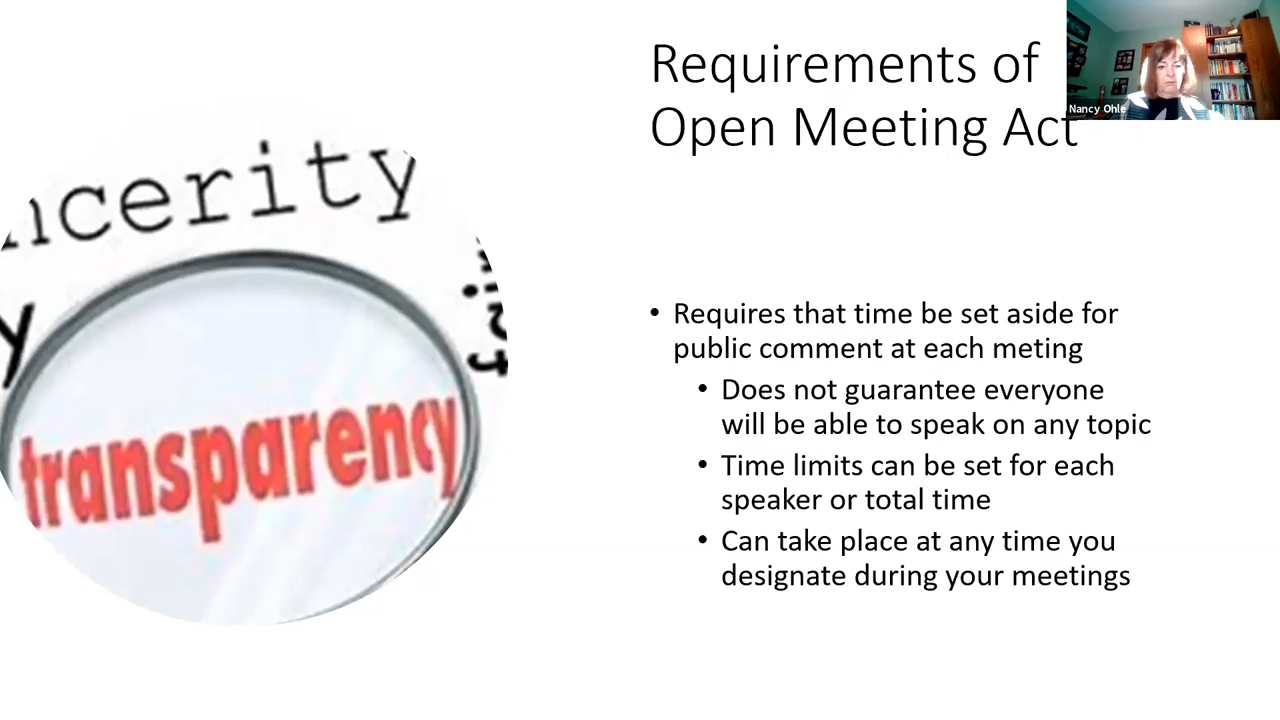 Requirements of
Open Meeting Act
Nancy Ohle
ncerity
transparency
• Requires that time be set aside for
public comment at each meting
• Does not guarantee everyone
will be able to speak on any topic
• Time limits can be set for each
speaker or total time
• Can take place at any time you
designate during your meetings